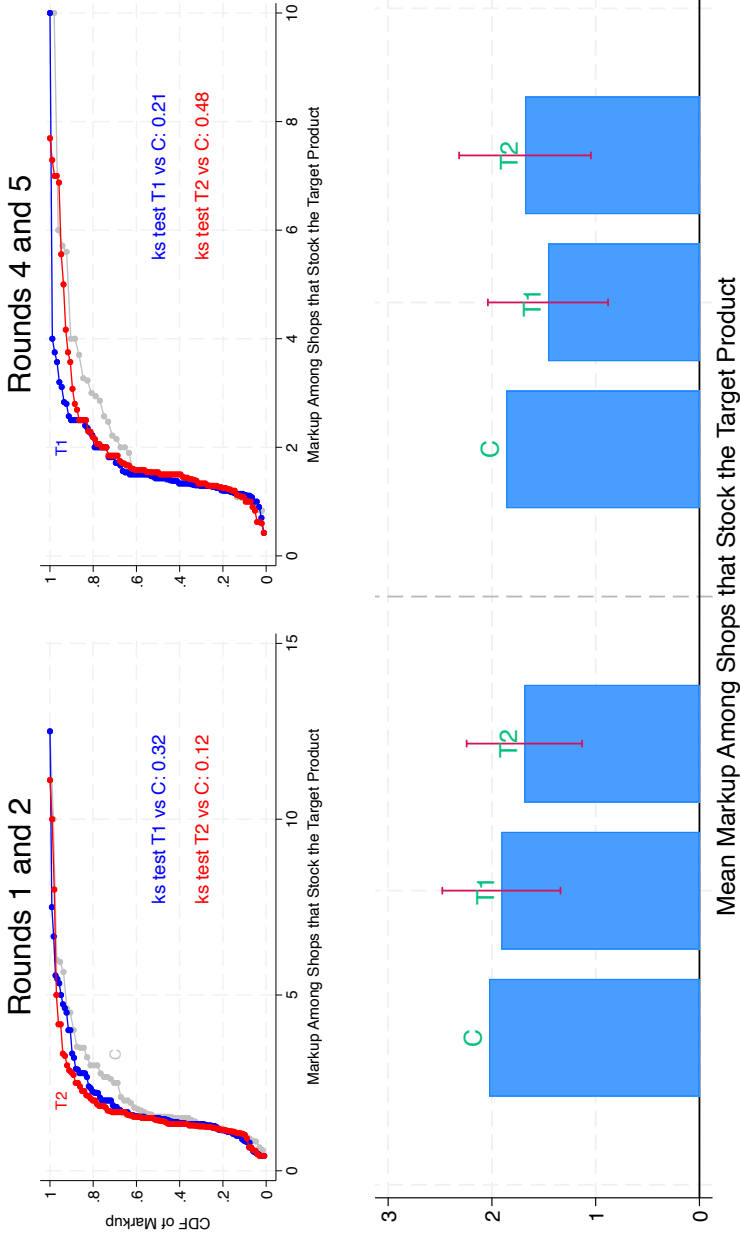 Rounds 1 and 2
CDF of Markup
1
.8
.6
.4
.2
0
T2
C
ks test T1 vs C: 0.32
ks test T2 vs C: 0.12
0
5
10
15
Markup Among Shops that Stock the Target Product
Rounds 4 and 5
1
.8
.6
.4
.2
0
T1
ks test T1 vs C: 0.21
ks test T2 vs C: 0.48
0
2
4
6
8
10
Markup Among Shops that Stock the Target Product
3
2
1
0
C
T1
T2
C
T1
T2
Mean Markup Among Shops that Stock the Target Product